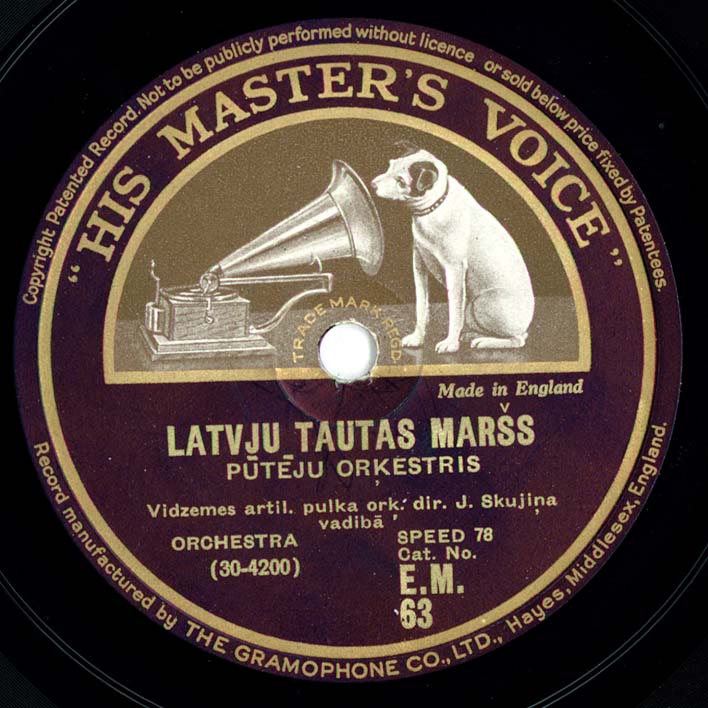 Copyright Patented Record. Not to be publicly performed without licence or sold below price fixed by Patentees.
"HIS MASTER'S VOICE"
TRADE MARK REGD
Made in England
LATVJU TAUTAS MARŠS
PŪTĒJU ORĶESTRIS
Vidzemes artil. pulka ork. dir. J. Skujiņa
vadībā
ORCHESTRA
(30-4200)
SPEED 78
Cat. No.
E.M.
63
Record manufactured by THE GRAMOPHONE CO., LTD., Hayes, Middlesex, England.